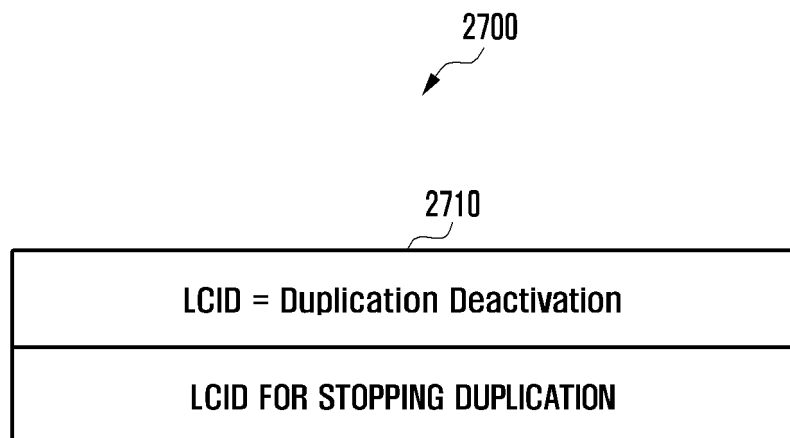 2700
2710
LCID = Duplication Deactivation
LCID FOR STOPPING DUPLICATION